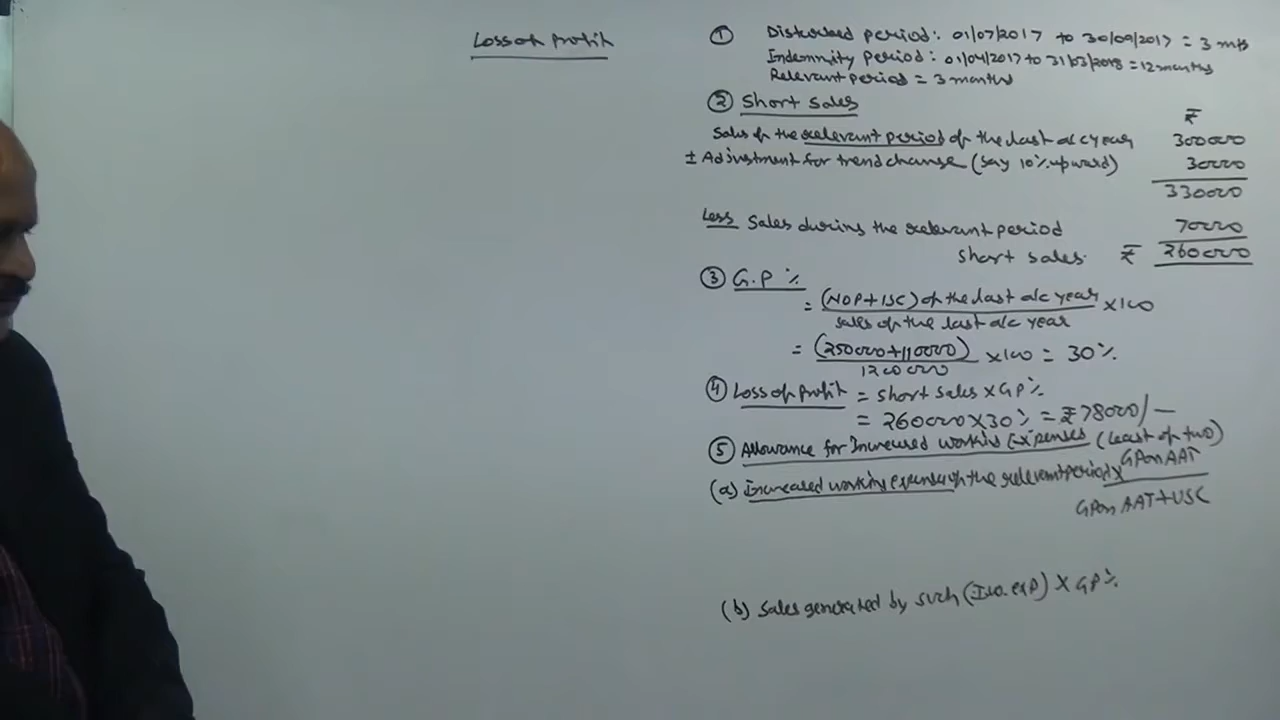 Loss of Profit
① Disturbed period: 01/07/2017 to 30/09/2017 = 3 mts
Indemnity period: 01/04/2017 to 31/03/2018 = 12 months
Relevant period = 3 months
② Short Sales ₹
Sales of the relevant period of the last a/c year 300000
± Adjustment for trend change (say 10% upward) 30000
330000
Less Sales during the relevant period 70000
short sales ₹ 260000
③ G.P %
= (NOP+ISC) of the last a/c year × 100
sales of the last a/c year
= (250000+110000) × 100 = 30%
1200000
④ Loss of Profit = short sales × GP%
= 260000 × 30% = ₹78000/-
⑤ Allowance for Increased working Expenses (least of two)
(a) Increased working expenses of the relevant period × GP on AAT
GP on AAT + USC
(b) Sales generated by such (I.w. exp) × GP%